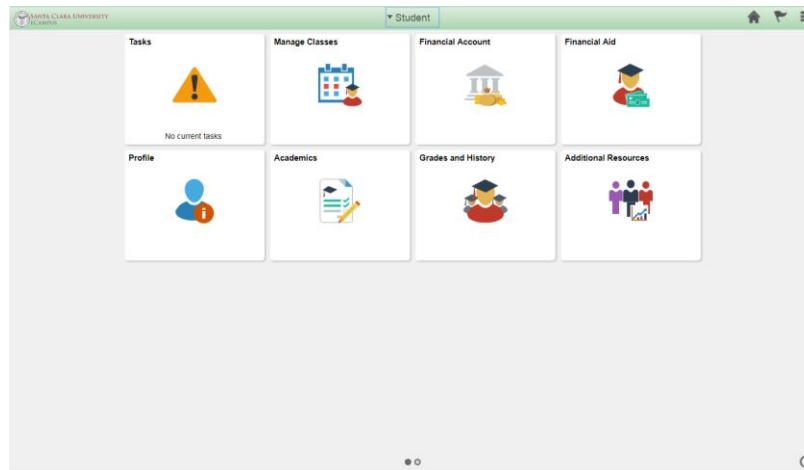 SANTA CLARA UNIVERSITY
ECAMPUS
Student
Tasks
Manage Classes
Financial Account
Financial Aid
No current tasks
Profile
Academics
Grades and History
Additional Resources